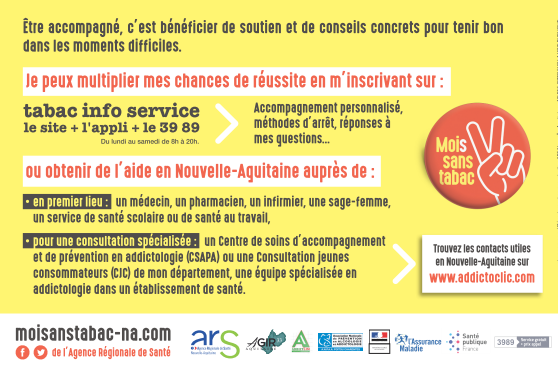 Être accompagné, c'est bénéficier de soutien et de conseils concrets pour tenir bon
dans les moments difficiles.
Je peux multiplier mes chances de réussite en m'inscrivant sur :
tabac info service
le site + l'appli + le 39 89
Du lundi au samedi de 8h à 20h.
Accompagnement personnalisé,
méthodes d'arrêt, réponses à
mes questions...
Mois
sans
tabac
ou obtenir de l'aide en Nouvelle-Aquitaine auprès de :
• en premier lieu : un médecin, un pharmacien, un infirmier, une sage-femme,
un service de santé scolaire ou de santé au travail,
• pour une consultation spécialisée : un Centre de soins d'accompagnement
et de prévention en addictologie (CSAPA) ou une Consultation jeunes
consommateurs (CJC) de mon département, une équipe spécialisée en
addictologie dans un établissement de santé.
Trouvez les contacts utiles
en Nouvelle-Aquitaine sur
www.addictoclic.com
moisanstabac-na.com
de l'Agence Régionale de Santé
ars
AGIR
l'Assurance
Maladie
Santé
publique
France
3989
Service gratuit
+ prix appel